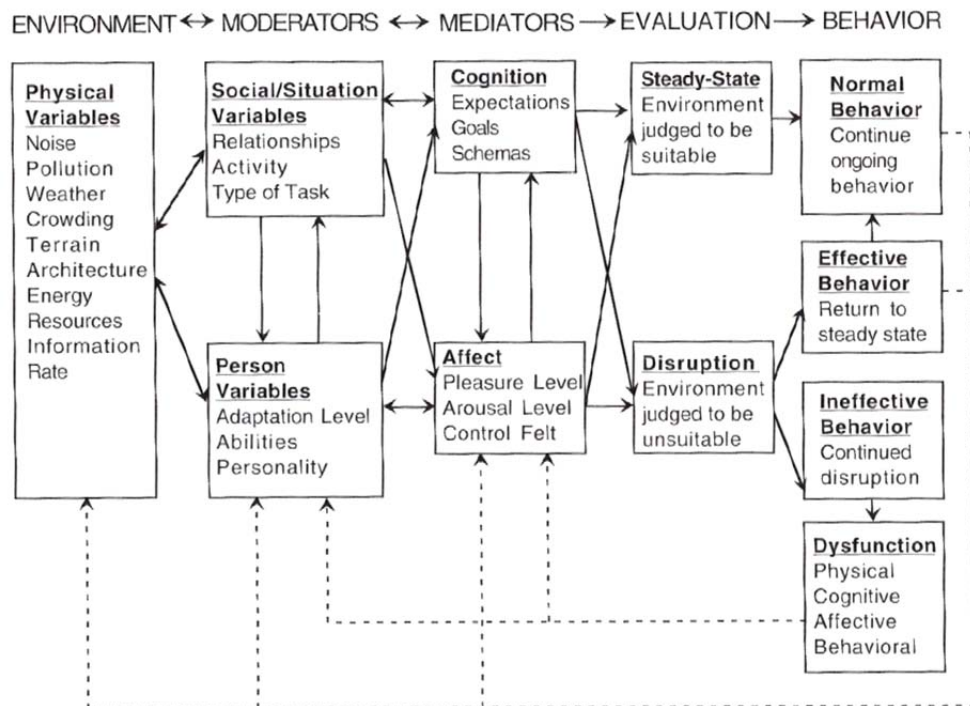 ENVIRONMENT ↔ MODERATORS ↔ MEDIATORS → EVALUATION → BEHAVIOR
Physical
Variables
Noise
Pollution
Weather
Crowding
Terrain
Architecture
Energy
Resources
Information
Rate
Social/Situation
Variables
Relationships
Activity
Type of Task
Person
Variables
Adaptation Level
Abilities
Personality
Cognition
Expectations
Goals
Schemas
Affect
Pleasure Level
Arousal Level
Control Felt
Steady-State
Environment
judged to be
suitable
Disruption
Environment
judged to be
unsuitable
Normal
Behavior
Continue
ongoing
behavior
Effective
Behavior
Return to
steady state
Ineffective
Behavior
Continued
disruption
Dysfunction
Physical
Cognitive
Affective
Behavioral